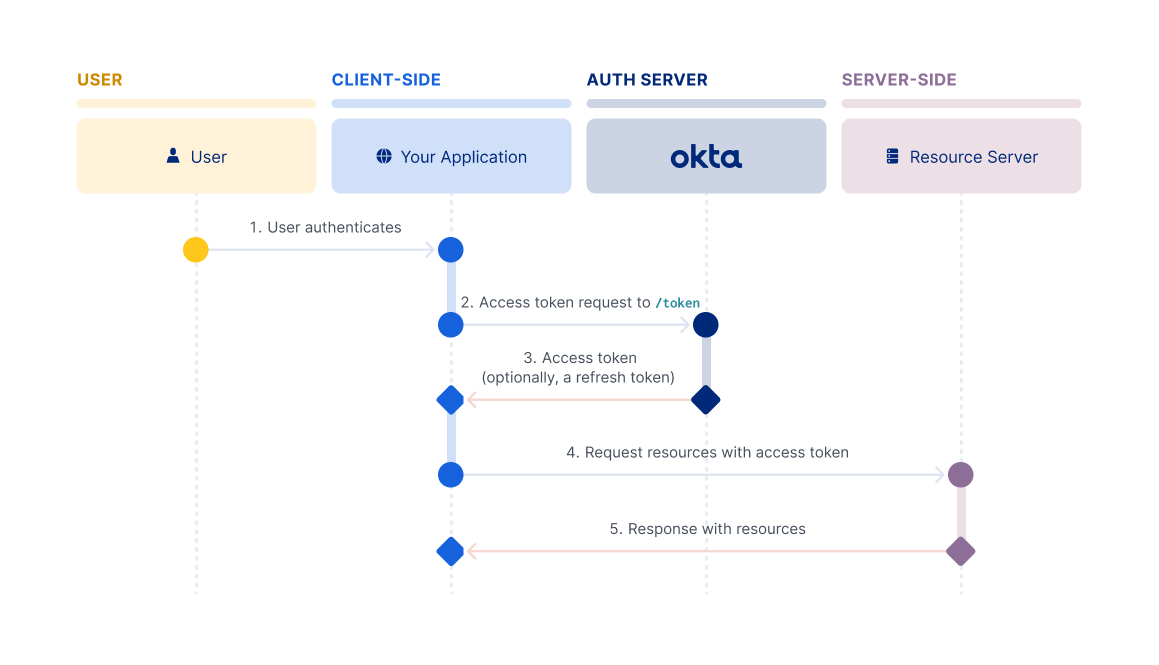 USER
CLIENT-SIDE
AUTH SERVER
SERVER-SIDE
User
Your Application
okta
Resource Server
1. User authenticates
2. Access token request to /token
3. Access token
(optionally, a refresh token)
4. Request resources with access token
5. Response with resources